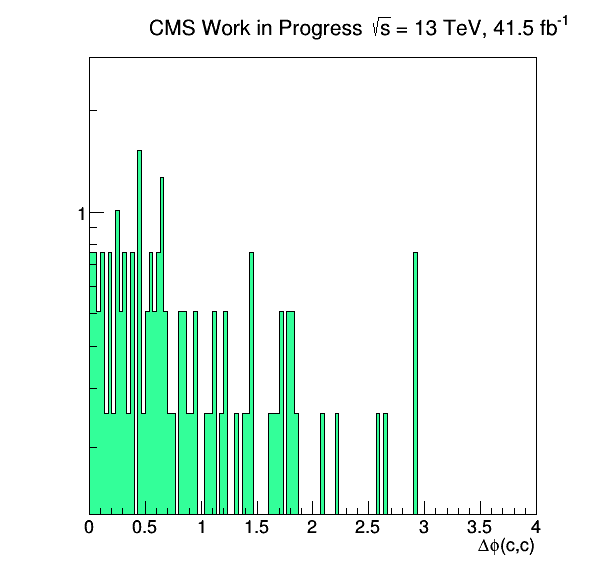 CMS Work in Progress √s = 13 TeV, 41.5 fb⁻¹
1
0 0.5 1 1.5 2 2.5 3 3.5 4
Δϕ(c,c)